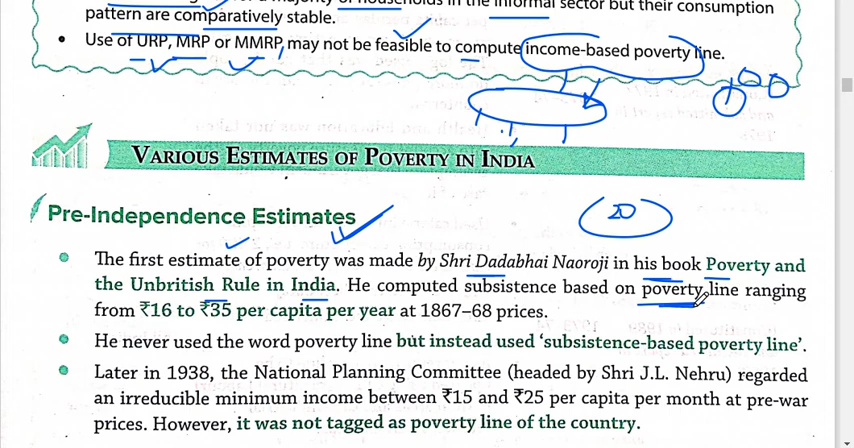 sector but their consumption
pattern are comparatively stable.
• Use of URP, MRP or MMRP, may not be feasible to compute income-based poverty line.
VARIOUS ESTIMATES OF POVERTY IN INDIA
Pre-Independence Estimates
20
• The first estimate of poverty was made by Shri Dadabhai Naoroji in his book Poverty and
the Unbritish Rule in India. He computed subsistence based on poverty line ranging
from ₹16 to ₹35 per capita per year at 1867–68 prices.
• He never used the word poverty line but instead used ‘subsistence-based poverty line’.
• Later in 1938, the National Planning Committee (headed by Shri J.L. Nehru) regarded
an irreducible minimum income between ₹15 and ₹25 per capita per month at pre-war
prices. However, it was not tagged as poverty line of the country.